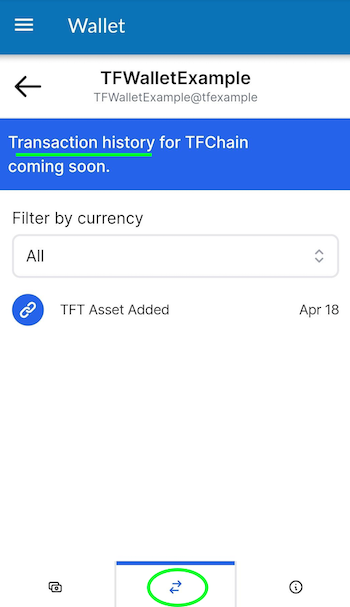 Wallet
TFWalletExample
TFWalletExample@tfexample
Transaction history for TFChain
coming soon.
Filter by currency
All
TFT Asset Added Apr 18